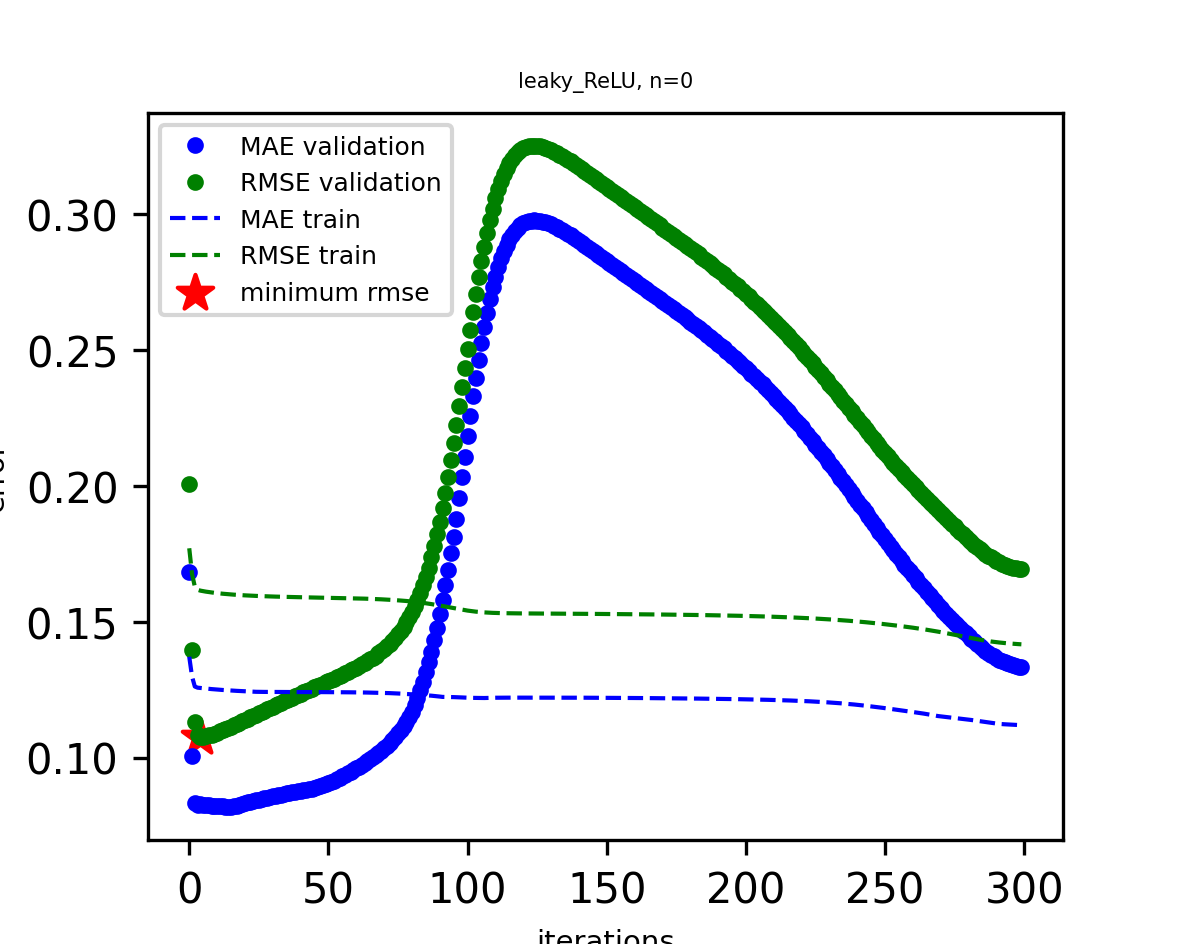 leaky_ReLU, n=0
MAE validation
RMSE validation
MAE train
RMSE train
minimum rmse
0.30
0.25
0.20
0.15
0.10
0 50 100 150 200 250 300
iterations